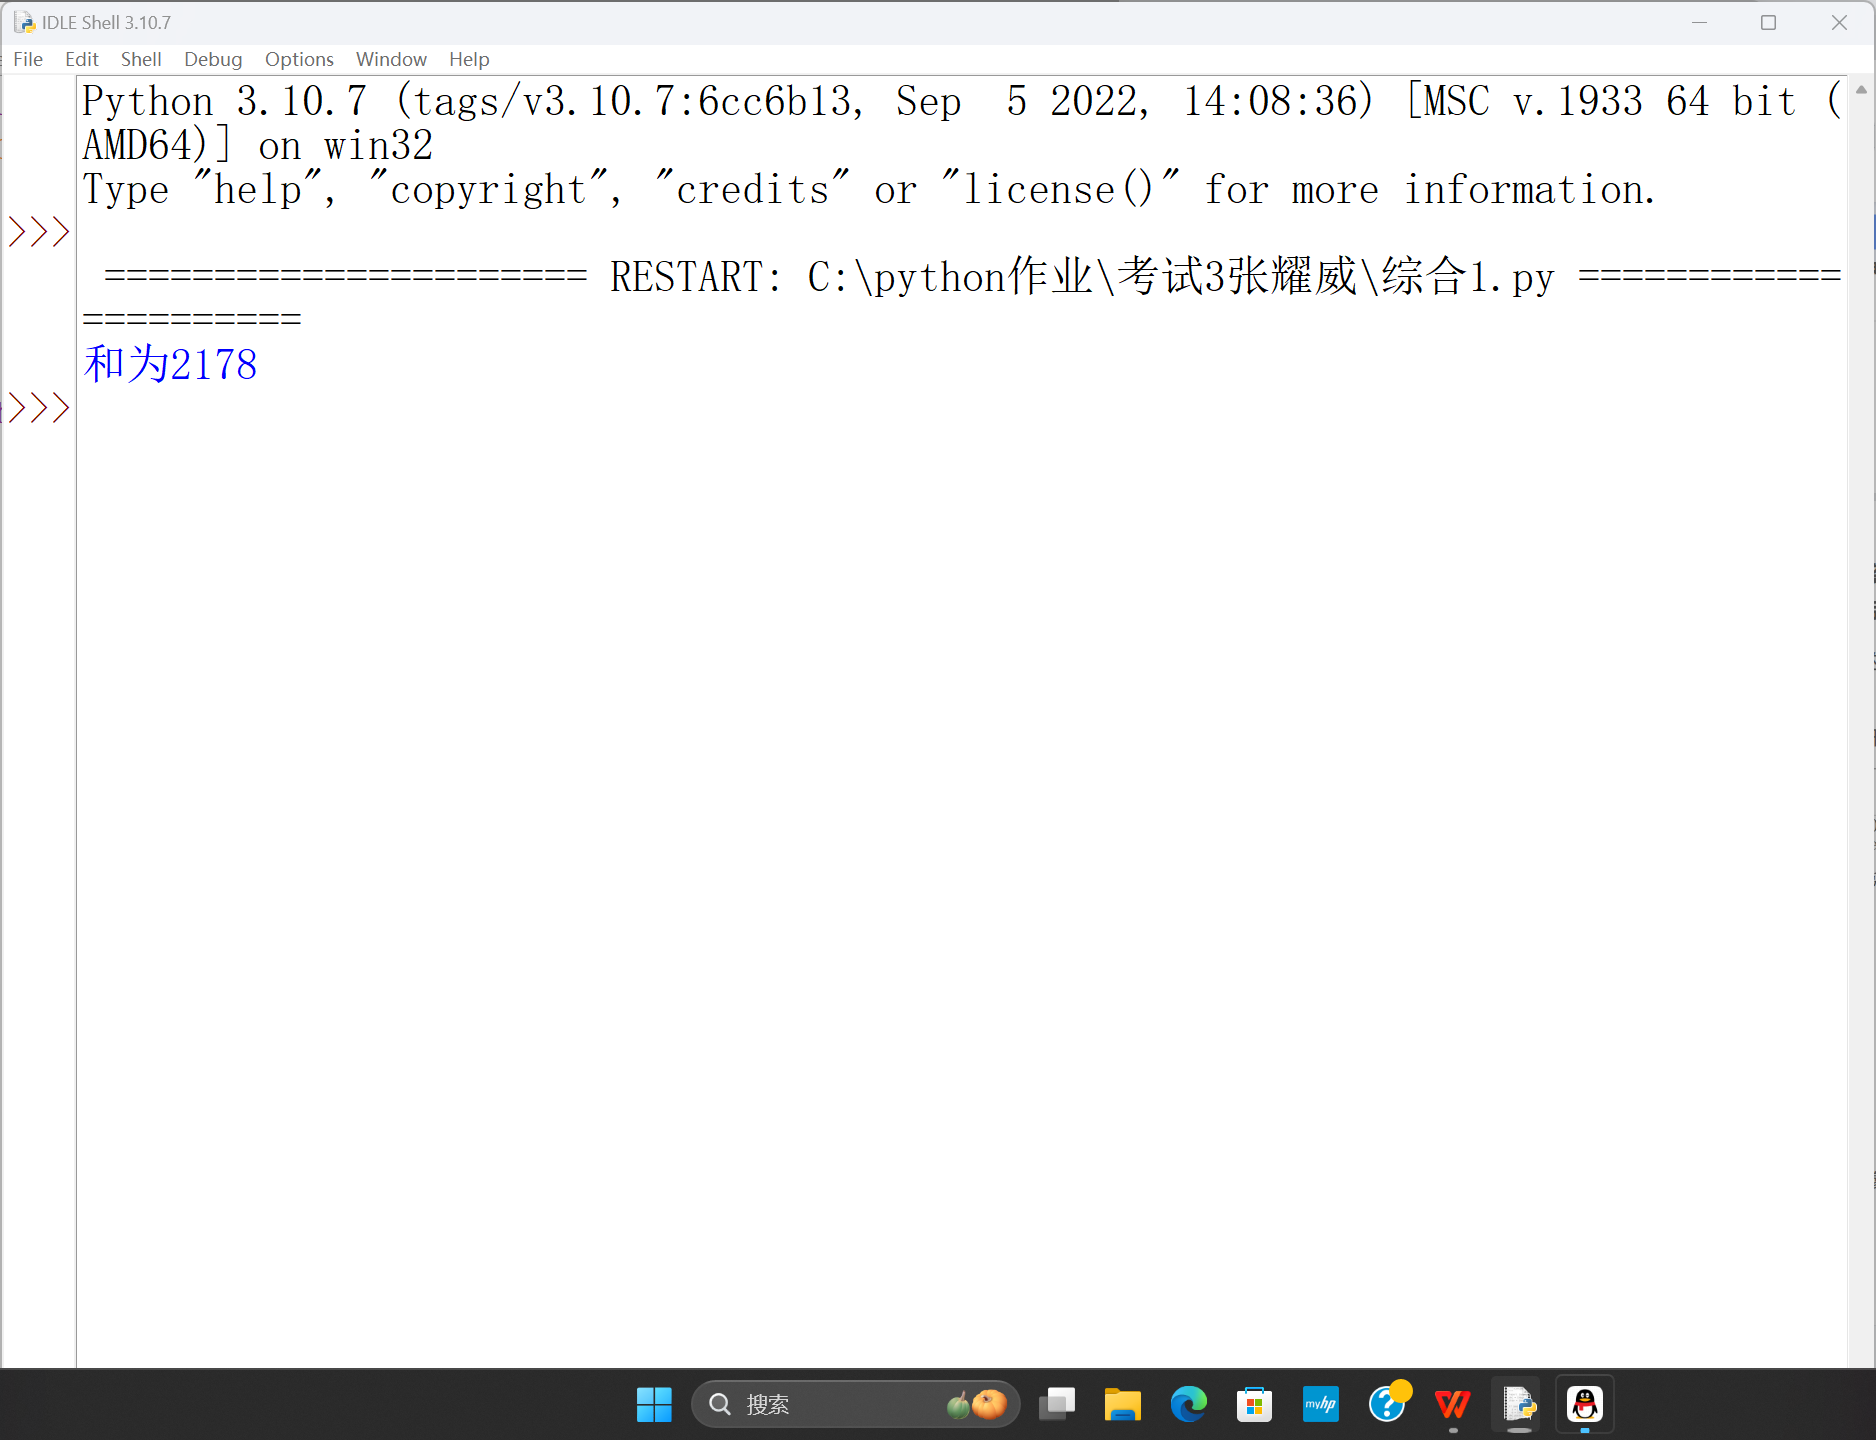 IDLE Shell 3.10.7
File Edit Shell Debug Options Window Help
Python 3.10.7 (tags/v3.10.7:6cc6b13, Sep  5 2022, 14:08:36) [MSC v.1933 64 bit (
AMD64)] on win32
Type "help", "copyright", "credits" or "license()" for more information.
>>>
====================== RESTART: C:\python作业\考试3张耀威\综合1.py ============
==========
和为2178
>>>
搜索
myhp